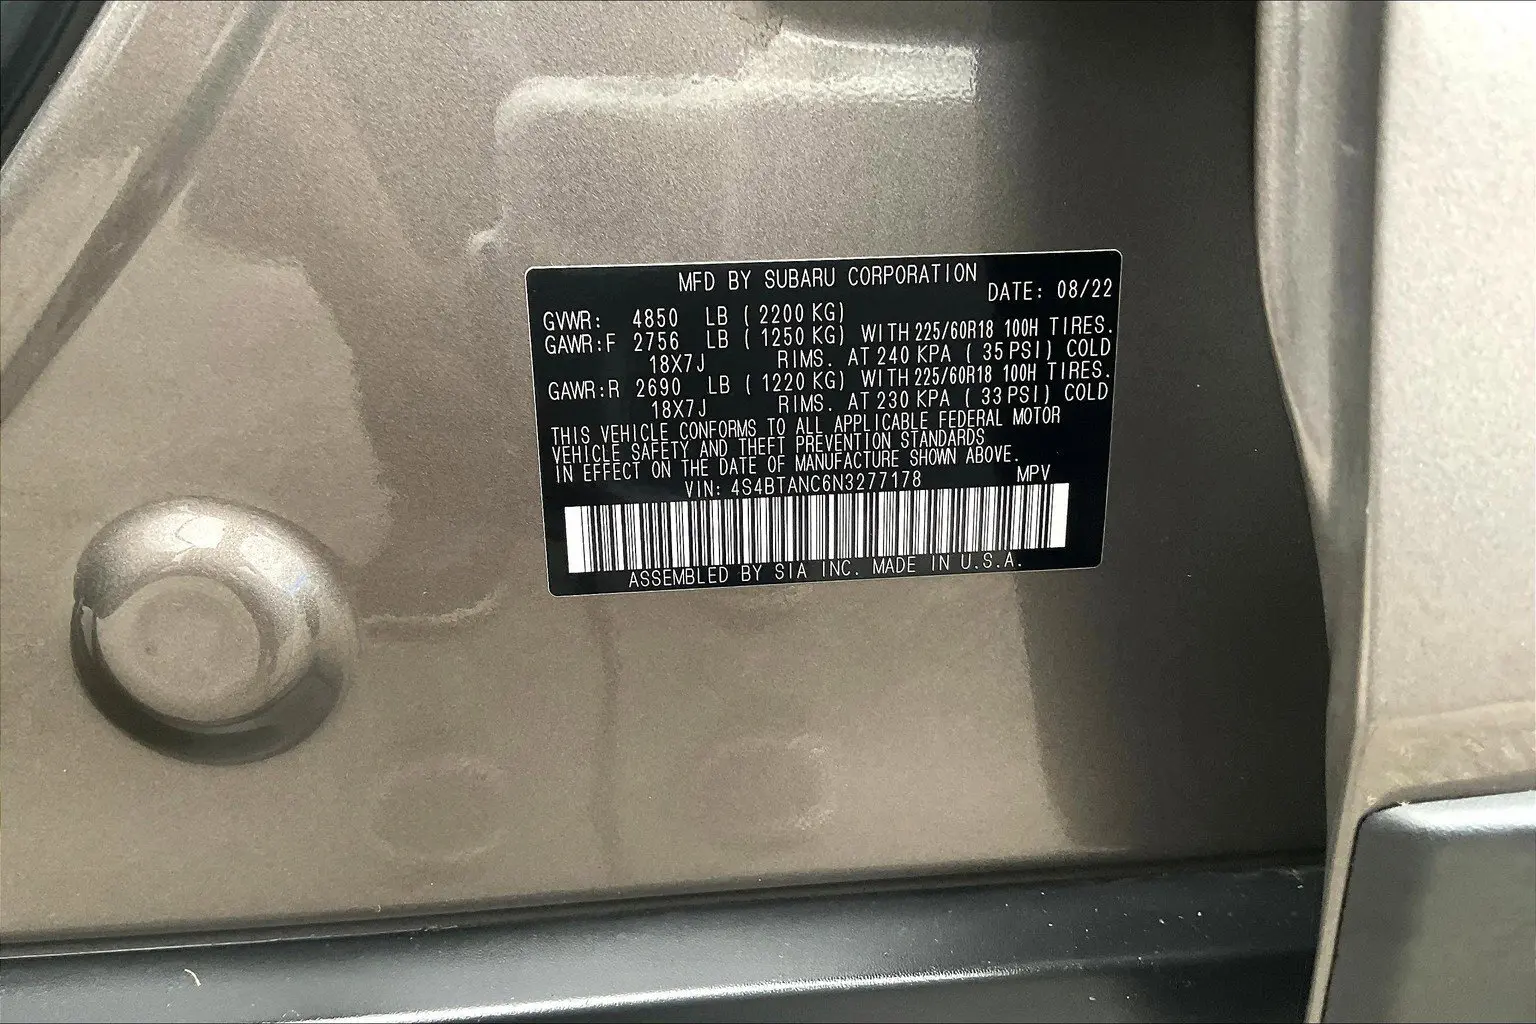 MFD BY SUBARU CORPORATION
DATE: 08/22
GVWR: 4850 LB ( 2200 KG)
GAWR:F 2756 LB ( 1250 KG) WITH 225/60R18 100H TIRES.
18X7J RIMS. AT 240 KPA ( 35 PSI) COLD
GAWR:R 2690 LB ( 1220 KG) WITH 225/60R18 100H TIRES.
18X7J RIMS. AT 230 KPA ( 33 PSI) COLD
THIS VEHICLE CONFORMS TO ALL APPLICABLE FEDERAL MOTOR
VEHICLE SAFETY AND THEFT PREVENTION STANDARDS
IN EFFECT ON THE DATE OF MANUFACTURE SHOWN ABOVE.
VIN: 4S4BTANC6N3277178 MPV
ASSEMBLED BY SIA INC. MADE IN U.S.A.